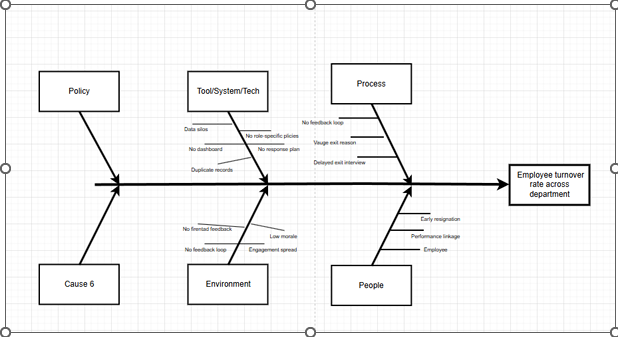 Policy
Tool/System/Tech
Process
Data silos
No role-specific plicies
No dashboard
No response plan
Duplicate records
No feedback loop
Vauge exit reason
Delayed exit interview
Employee turnover
rate across
department
No firentad feedback
Low morale
No feedback loop
Engagement spread
Early resignation
Performance linkage
Employee
Cause 6
Environment
People